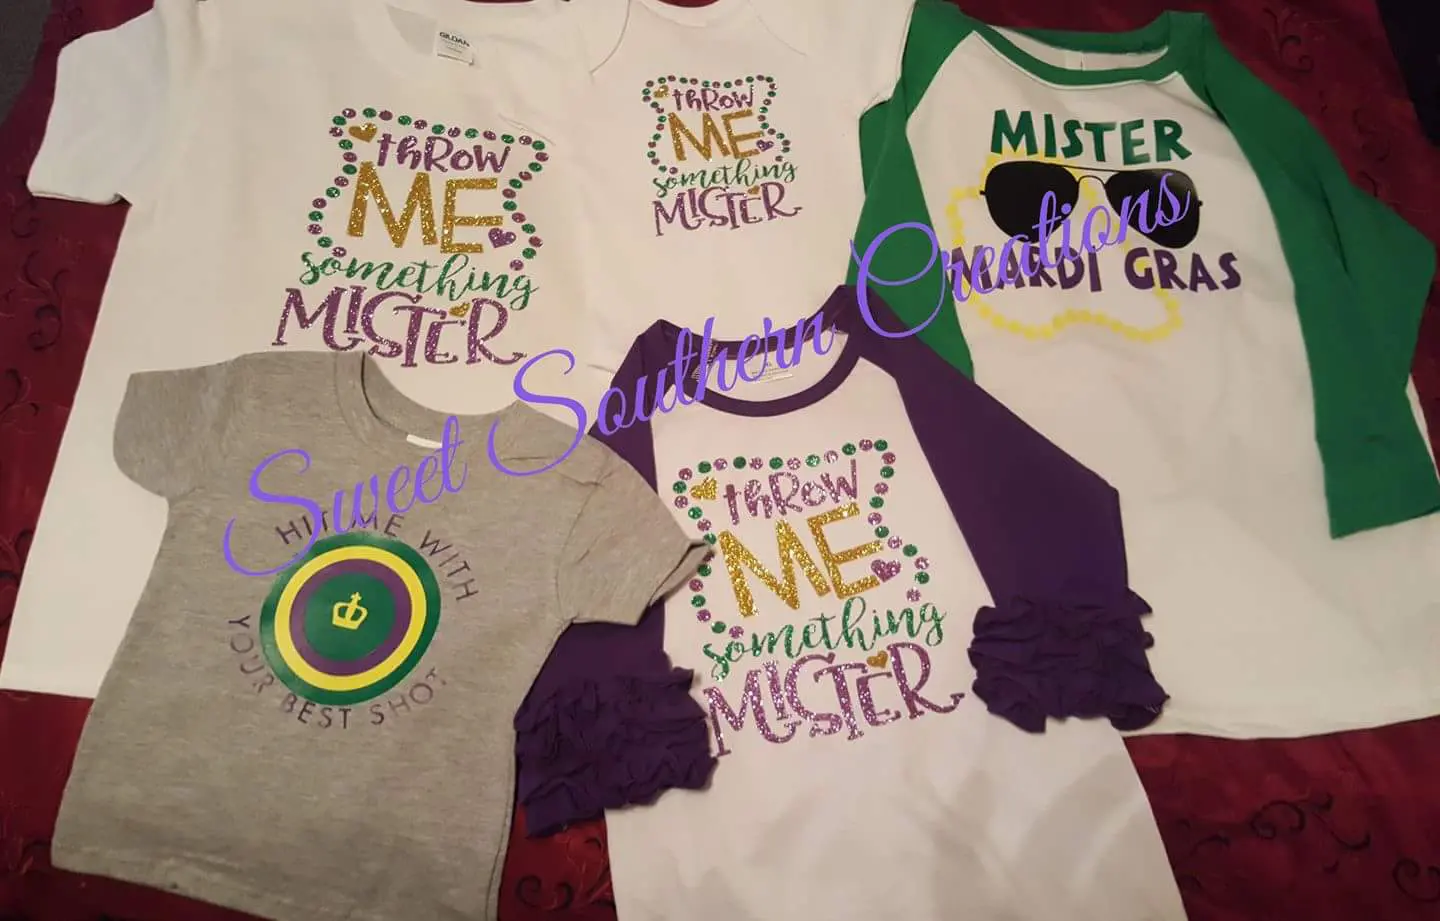 GILDAN
thROW
ME
something
MISTER
thROW
ME
something
MISTER
MISTER
MARDI GRAS
Sweet Southern Creations
HIT ME WITH
YOUR BEST SHOT
thROW
ME
something
MISTER